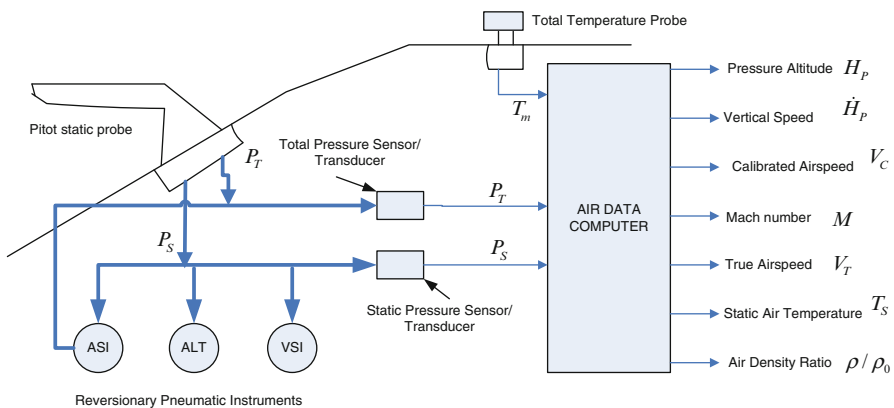 Total Temperature Probe
Pitot static probe
P_T
Total Pressure Sensor/
Transducer
T_m
P_T
P_S
P_S
Static Pressure Sensor/
Transducer
ASI
ALT
VSI
Reversionary Pneumatic Instruments
AIR DATA
COMPUTER
Pressure Altitude H_P
Vertical Speed Ḣ_P
Calibrated Airspeed V_C
Mach number M
True Airspeed V_T
Static Air Temperature T_S
Air Density Ratio ρ / ρ_0